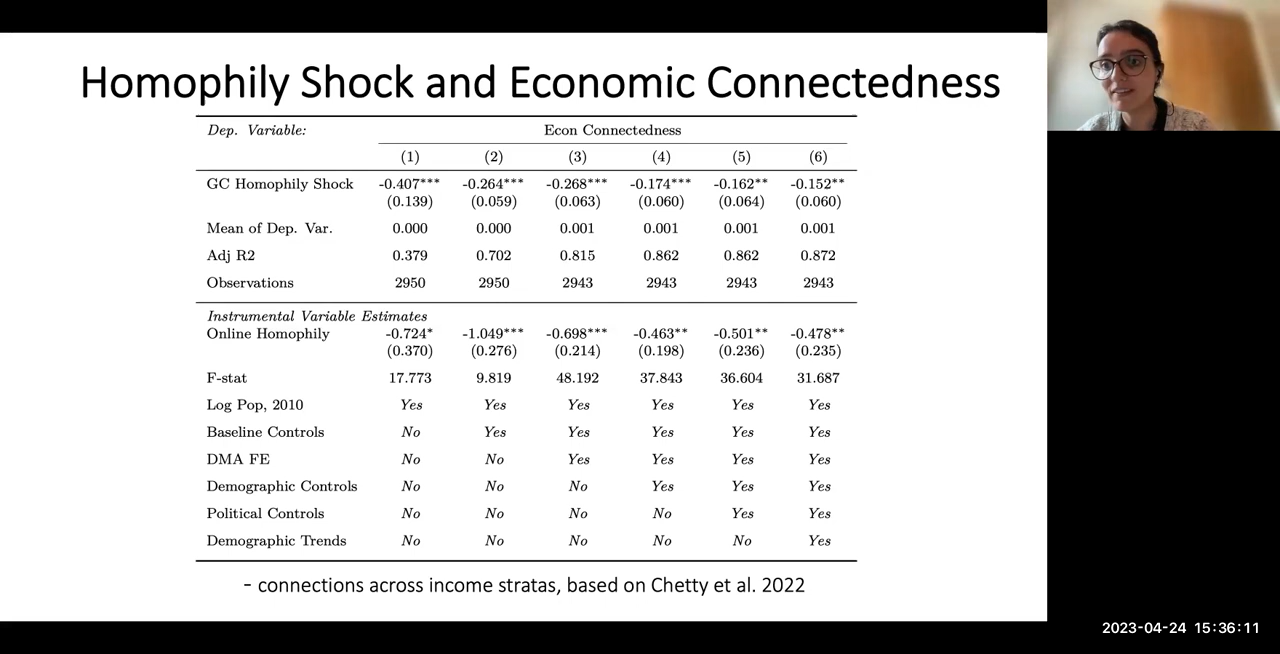 Homophily Shock and Economic Connectedness
Dep. Variable: Econ Connectedness
(1) (2) (3) (4) (5) (6)
GC Homophily Shock -0.407*** -0.264*** -0.268*** -0.174*** -0.162** -0.152**
(0.139) (0.059) (0.063) (0.060) (0.064) (0.060)
Mean of Dep. Var. 0.000 0.000 0.001 0.001 0.001 0.001
Adj R2 0.379 0.702 0.815 0.862 0.862 0.872
Observations 2950 2950 2943 2943 2943 2943
Instrumental Variable Estimates
Online Homophily -0.724* -1.049*** -0.698*** -0.463** -0.501** -0.478**
(0.370) (0.276) (0.214) (0.198) (0.236) (0.235)
F-stat 17.773 9.819 48.192 37.843 36.604 31.687
Log Pop, 2010 Yes Yes Yes Yes Yes Yes
Baseline Controls No Yes Yes Yes Yes Yes
DMA FE No No Yes Yes Yes Yes
Demographic Controls No No No Yes Yes Yes
Political Controls No No No No Yes Yes
Demographic Trends No No No No No Yes
- connections across income stratas, based on Chetty et al. 2022
2023-04-24 15:36:11